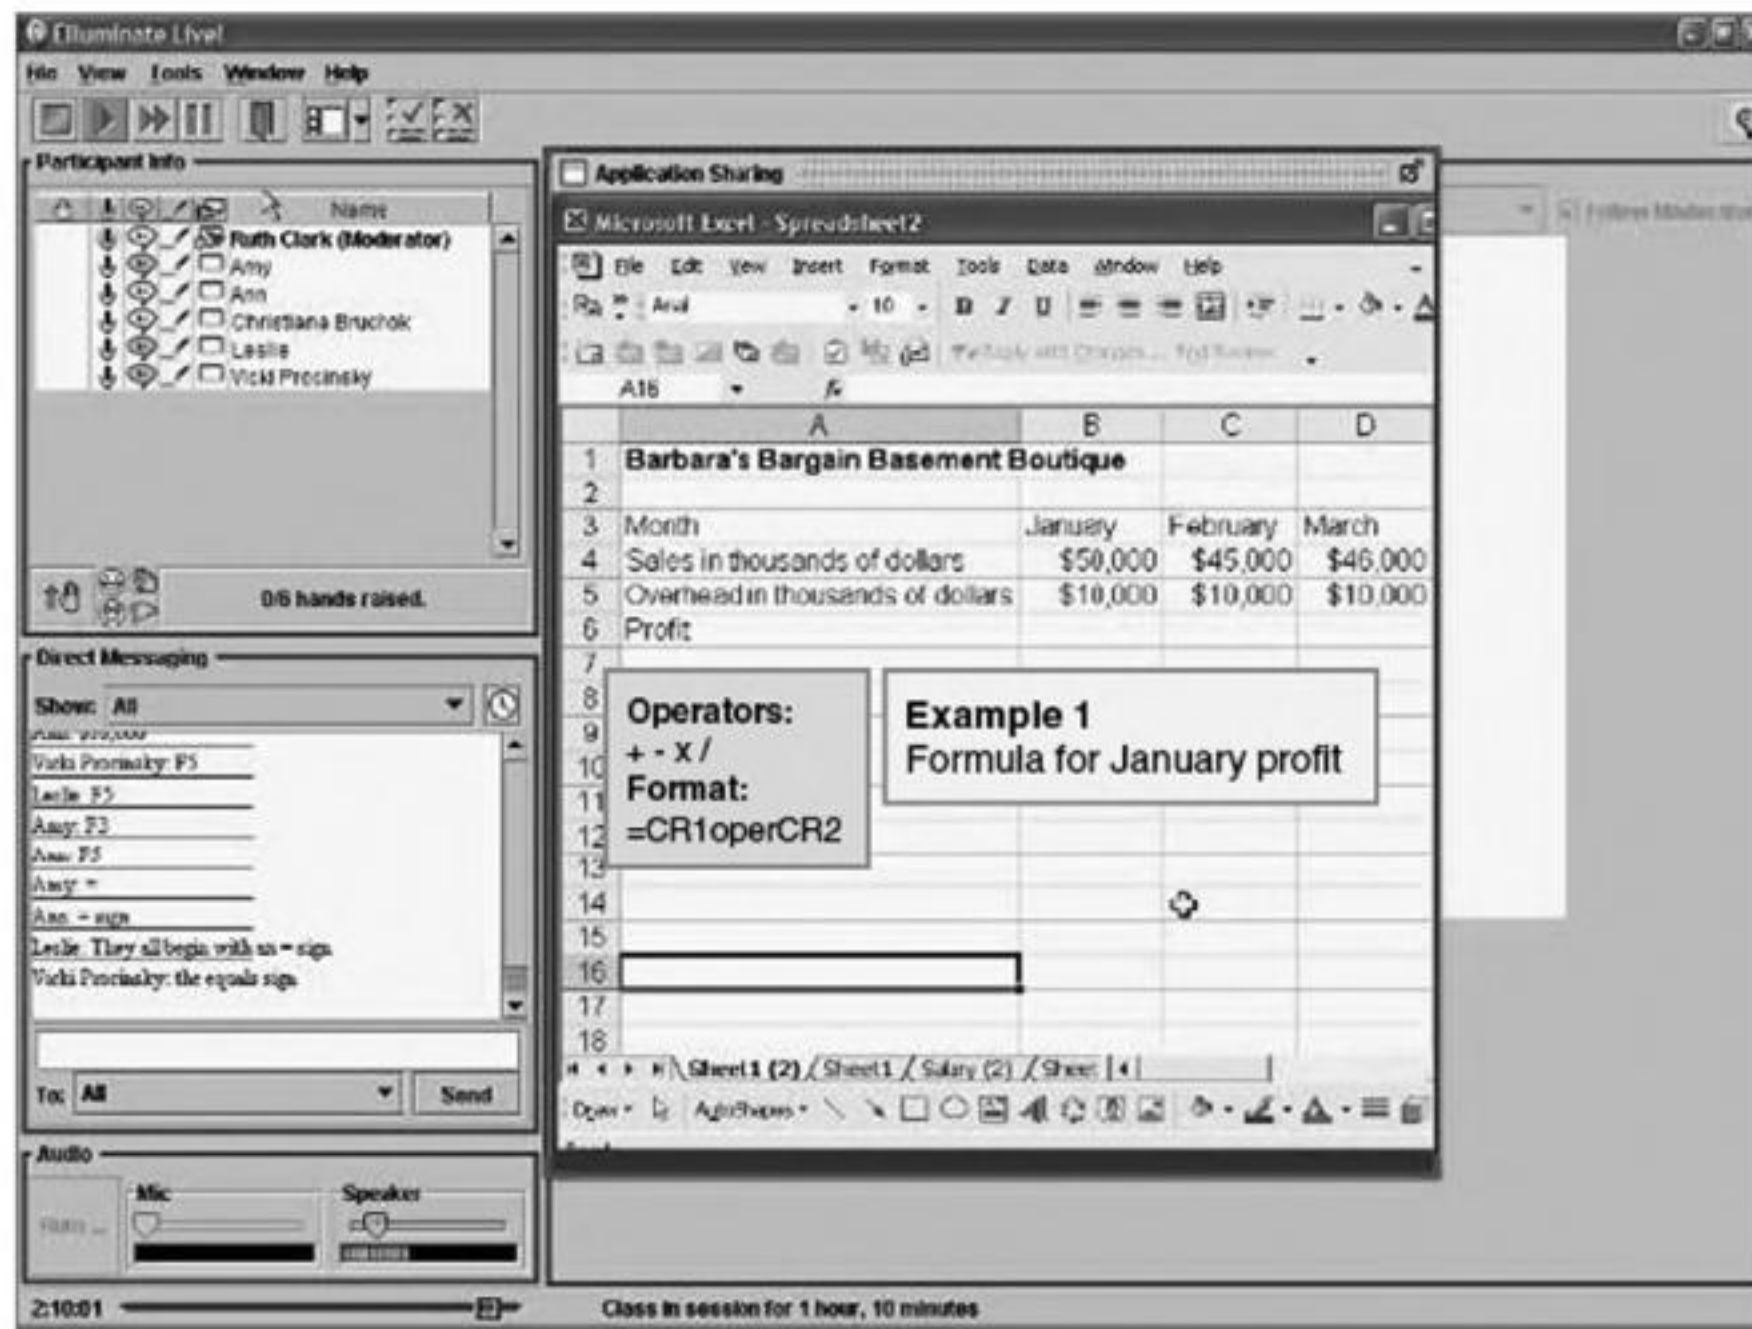 Elluminate Live!
File View Tools Window Help
Participant Info
Name
Ruth Clark (Moderator)
Amy
Ann
Christiana Bruchok
Leslie
Vicki Procinsky
0/6 hands raised.
Direct Messaging
Show: All
Vicki Procinsky: F5
Leslie: F5
Amy: F3
Ann: F5
Amy: =
Ann: = sign
Leslie: They all begin with an = sign
Vicki Procinsky: the equals sign
To: All Send
Audio
Mic Speaker
2:10:01
Application Sharing
Microsoft Excel - Spreadsheet2
File Edit View Insert Format Tools Data Window Help
Arial 10 B I U
A16 fx
A B C D
1 Barbara's Bargain Basement Boutique
2
3 Month January February March
4 Sales in thousands of dollars $50,000 $45,000 $46,000
5 Overhead in thousands of dollars $10,000 $10,000 $10,000
6 Profit
7
8
9
10
11
12
13
14
15
16
17
18
Operators:
+ - x /
Format:
=CR1operCR2
Example 1
Formula for January profit
Sheet1 (2) Sheet1 Salary (2) Sheet
Draw AutoShapes
Follow Moderator
Class in session for 1 hour, 10 minutes